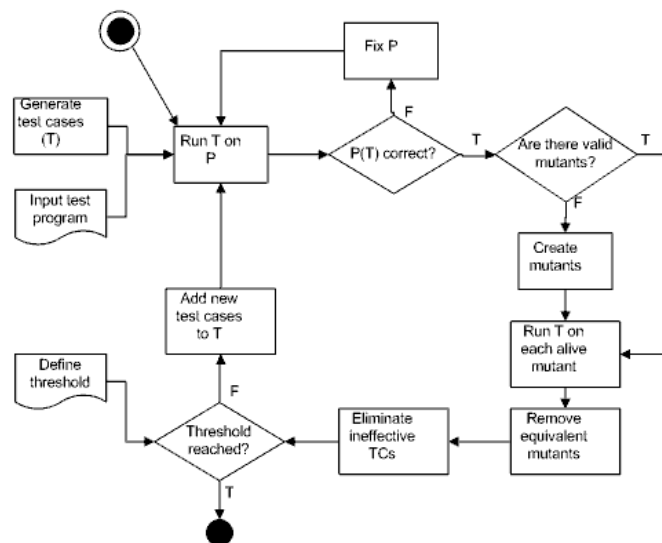 Fix P
F
Generate
test cases
(T)
Run T on
P
P(T) correct?
T
Are there valid
mutants?
T
F
Input test
program
Create
mutants
Add new
test cases
to T
Run T on
each alive
mutant
Define
threshold
F
Threshold
reached?
T
Eliminate
ineffective
TCs
Remove
equivalent
mutants